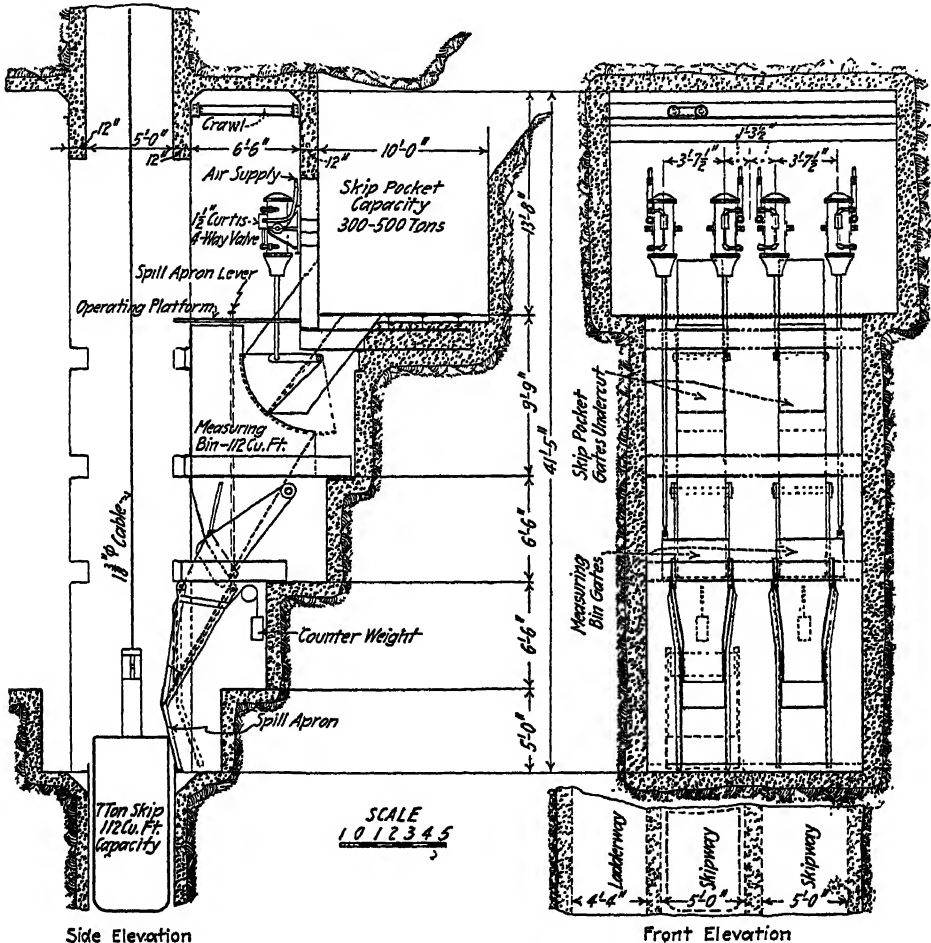 Crawl
12"
5'-0"
12"
6'-6"
12"
10'-0"
Air Supply
1½" Curtis
4-Way Valve
Skip Pocket
Capacity
300-500 Tons
Spill Apron Lever
Operating Platform
Measuring
Bin-112 Cu. Ft.
Cable
Counter Weight
Spill Apron
7 Ton Skip
112 Cu. Ft.
Capacity
SCALE
1 0 1 2 3 4 5
Side Elevation
13'-8"
9'-9"
41'-5"
6'-6"
6'-6"
5'-0"
1'-3½"
3'-7½"
3'-7½"
Skip Pocket
Gates Undercut
Measuring
Bin Gates
Ladderway
Skipway
Skipway
4'-4"
5'-0"
5'-0"
Front Elevation